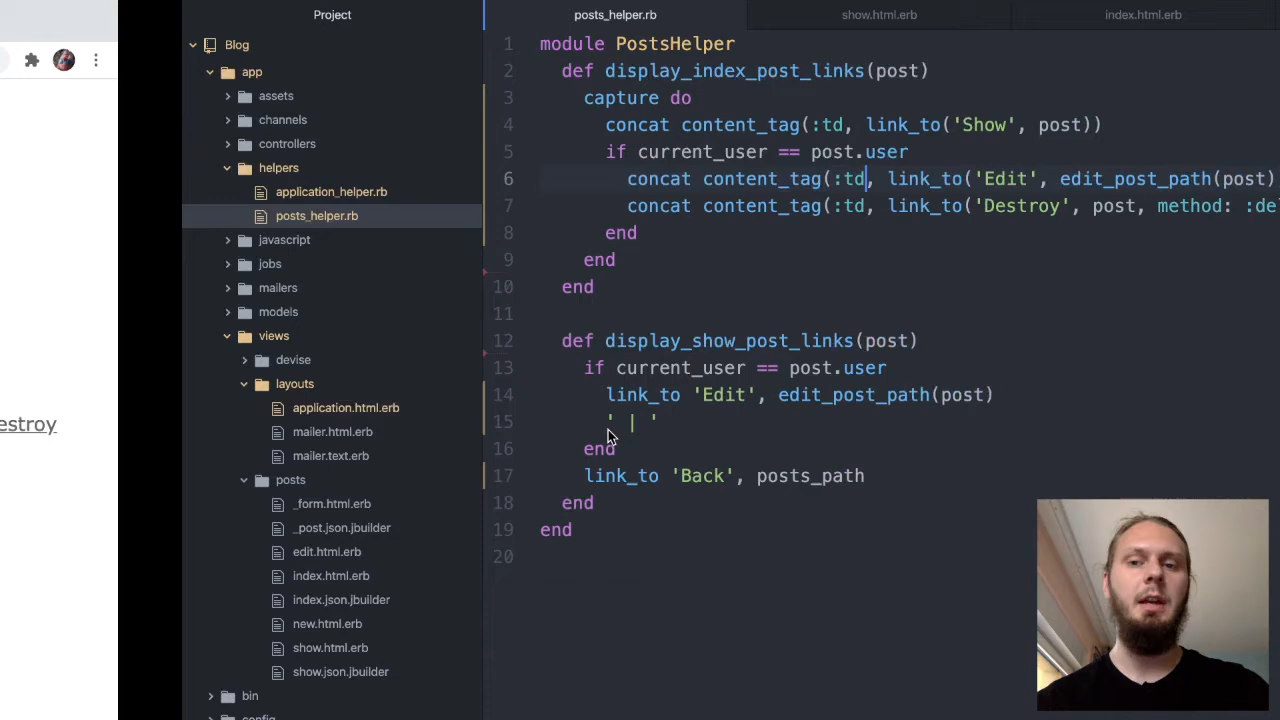 estroy
Project
Blog
app
assets
channels
controllers
helpers
application_helper.rb
posts_helper.rb
javascript
jobs
mailers
models
views
devise
layouts
application.html.erb
mailer.html.erb
mailer.text.erb
posts
_form.html.erb
_post.json.jbuilder
edit.html.erb
index.html.erb
index.json.jbuilder
new.html.erb
show.html.erb
show.json.jbuilder
bin
config
posts_helper.rb show.html.erb index.html.erb
1 module PostsHelper
2 def display_index_post_links(post)
3 capture do
4 concat content_tag(:td, link_to('Show', post))
5 if current_user == post.user
6 concat content_tag(:td, link_to('Edit', edit_post_path(post)
7 concat content_tag(:td, link_to('Destroy', post, method: :de
8 end
9 end
10 end
11
12 def display_show_post_links(post)
13 if current_user == post.user
14 link_to 'Edit', edit_post_path(post)
15 ' | '
16 end
17 link_to 'Back', posts_path
18 end
19 end
20